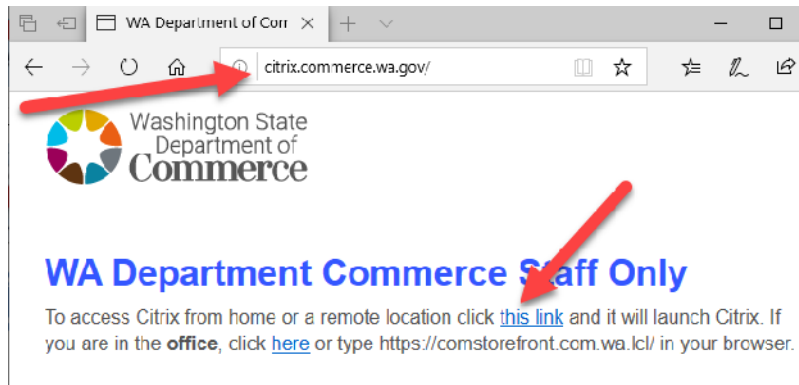 WA Department of Com
citrix.commerce.wa.gov/
Washington State
Department of
Commerce
WA Department Commerce Staff Only
To access Citrix from home or a remote location click this link and it will launch Citrix. If
you are in the office, click here or type https://comstorefront.com.wa.lcl/ in your browser.